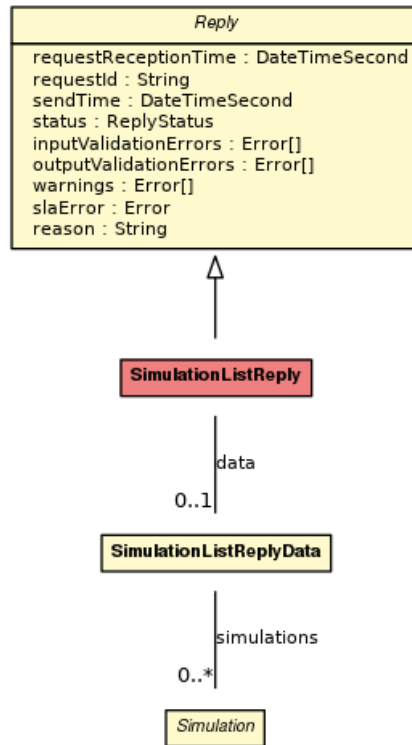 Reply
requestReceptionTime : DateTimeSecond
requestId : String
sendTime : DateTimeSecond
status : ReplyStatus
inputValidationErrors : Error[]
outputValidationErrors : Error[]
warnings : Error[]
slaError : Error
reason : String
SimulationListReply
data
0..1
SimulationListReplyData
simulations
0..*
Simulation